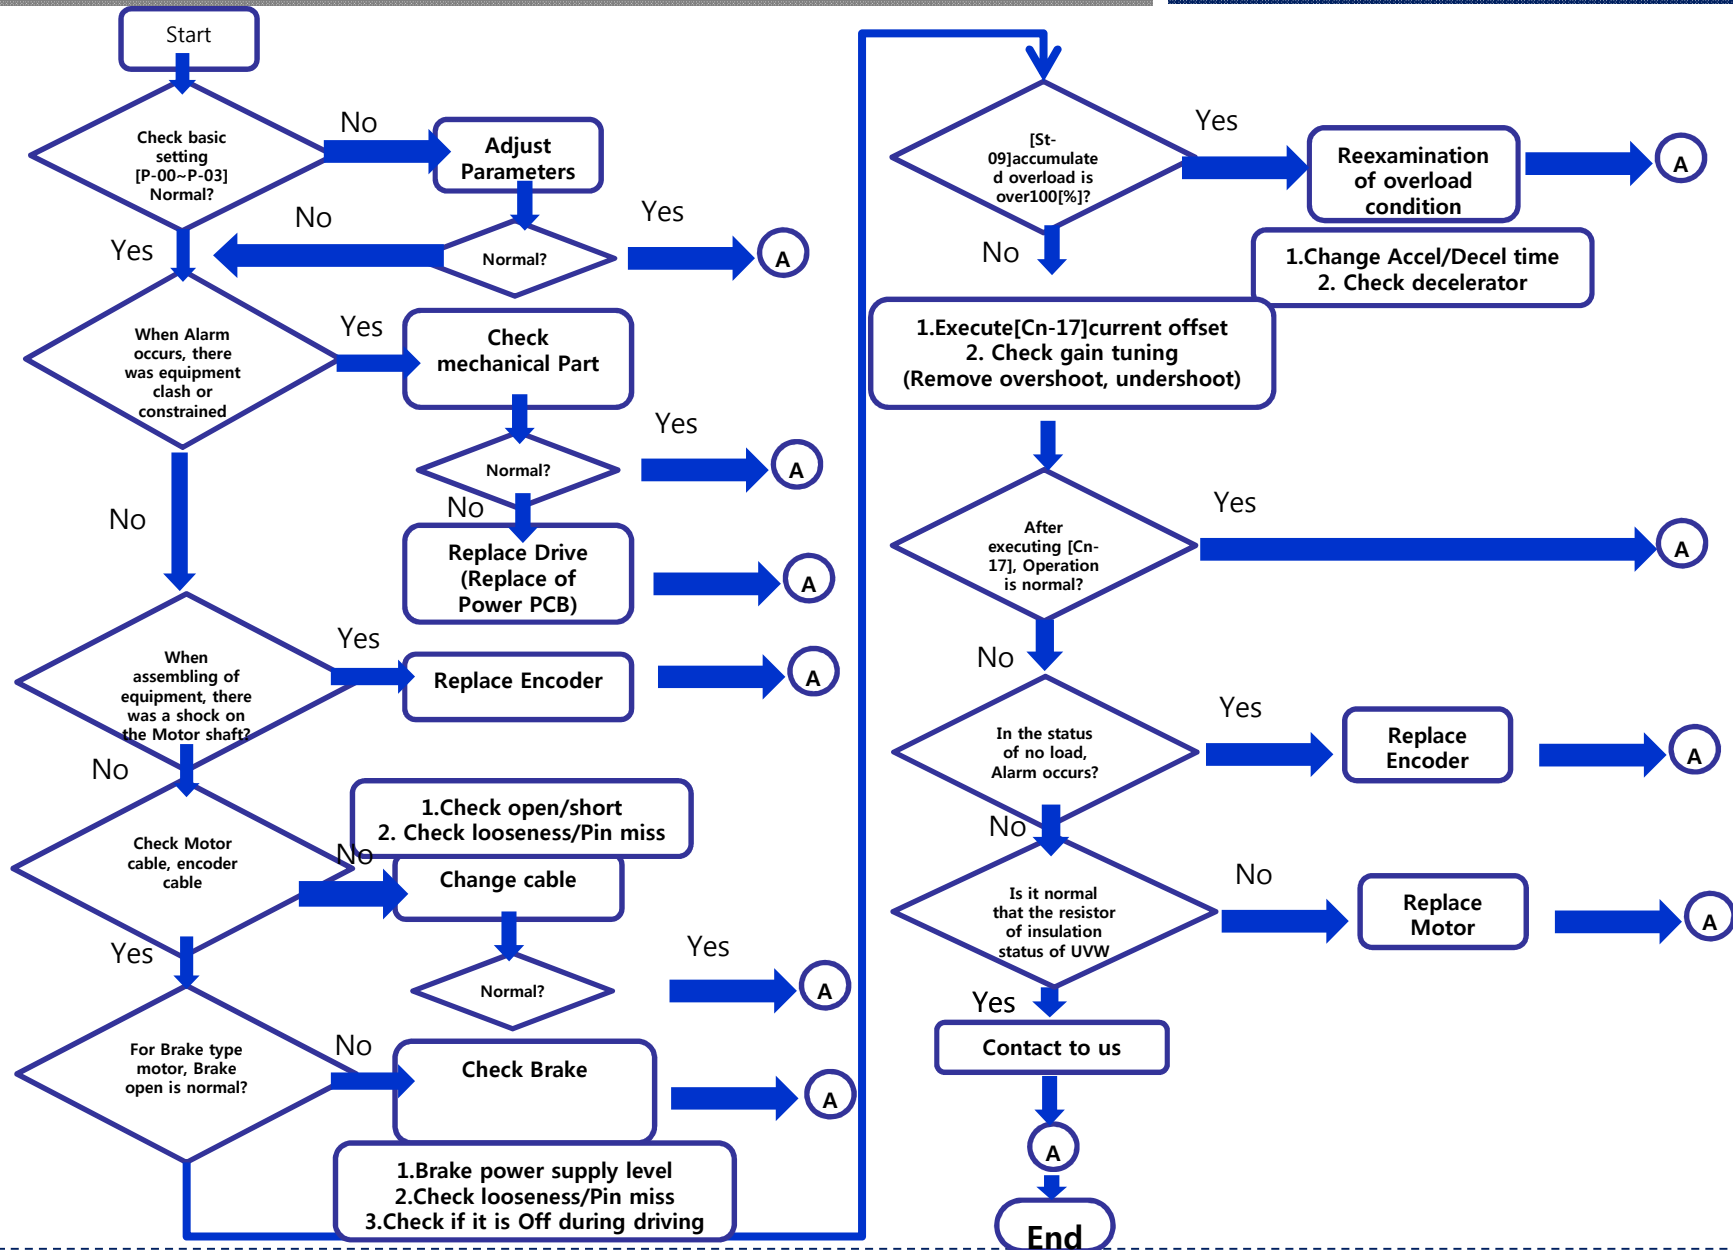 Start
Check basic
setting
[P-00~P-03]
Normal?
No
Adjust
Parameters
No
Yes
Yes
Normal?
A
When Alarm
occurs, there
was equipment
clash or
constrained
Yes
Check
mechanical Part
Yes
Normal?
A
No
No
Replace Drive
(Replace of
Power PCB)
A
When
assembling of
equipment, there
was a shock on
the Motor shaft?
Yes
Replace Encoder
A
No
1.Check open/short
2. Check looseness/Pin miss
Check Motor
cable, encoder
cable
No
Change cable
Yes
Normal?
Yes
A
For Brake type
motor, Brake
open is normal?
No
Check Brake
A
1.Brake power supply level
2.Check looseness/Pin miss
3.Check if it is Off during driving
[St-
09]accumulate
d overload is
over100[%]?
Yes
Reexamination
of overload
condition
A
No
1.Change Accel/Decel time
2. Check decelerator
1.Execute[Cn-17]current offset
2. Check gain tuning
(Remove overshoot, undershoot)
After
executing [Cn-
17], Operation
is normal?
Yes
A
No
In the status
of no load,
Alarm occurs?
Yes
Replace
Encoder
A
No
Is it normal
that the resistor
of insulation
status of UVW
No
Replace
Motor
A
Yes
Contact to us
A
End